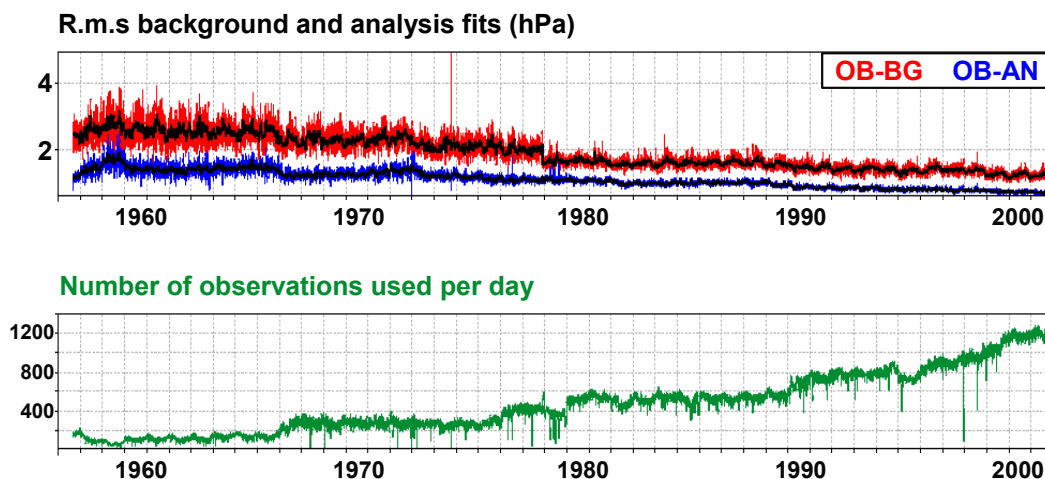 R.m.s background and analysis fits (hPa)
OB-BG OB-AN
4
2
1960 1970 1980 1990 2000
Number of observations used per day
1200
800
400
1960 1970 1980 1990 2000